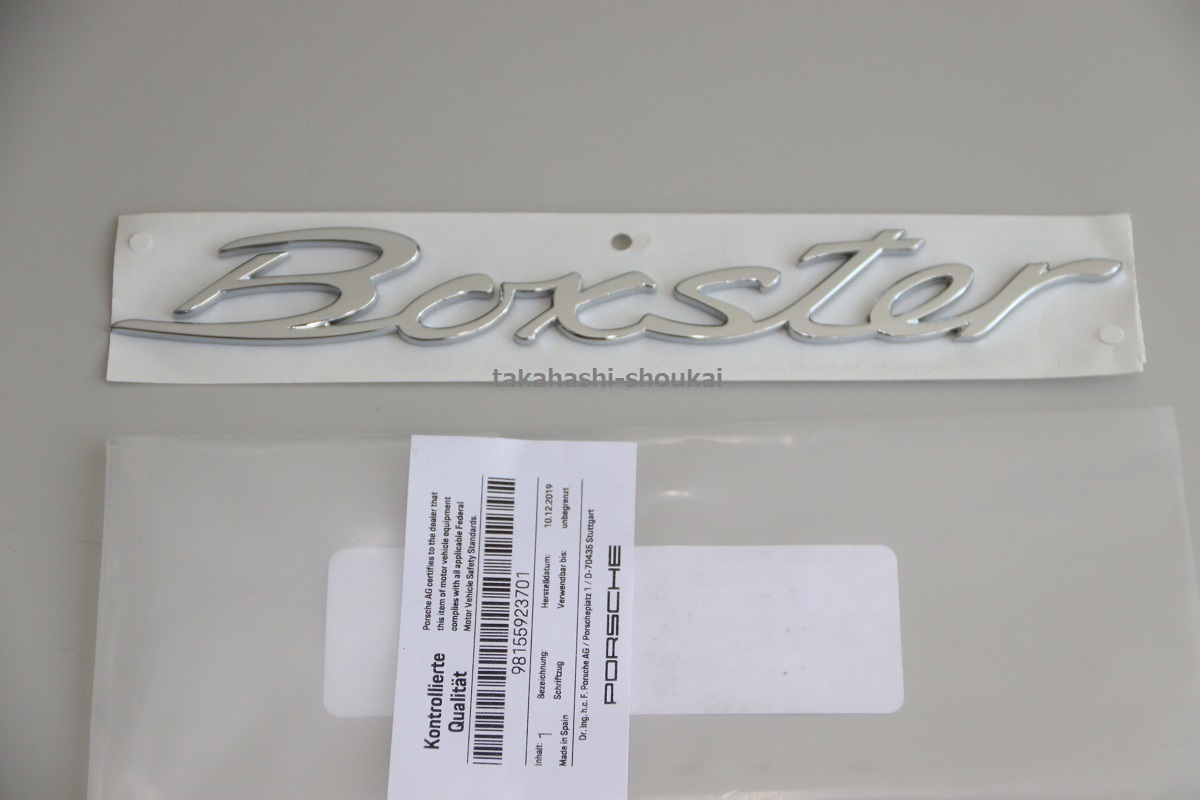 Boxster
takahashi-shoukai
Kontrollierte
Qualität
Porsche AG certifies to the dealer that
this item of motor vehicle equipment
complies with all applicable Federal
Motor Vehicle Safety Standards.
98155923701
Inhalt: 1
Bezeichnung:
Herstelldatum:
10.12.2019
Made in Spain
Schriftzug
Verwendbar bis:
unbegrenzt
Dr. Ing. h.c. F. Porsche AG / Porscheplatz 1 / D-70435 Stuttgart
PORSCHE